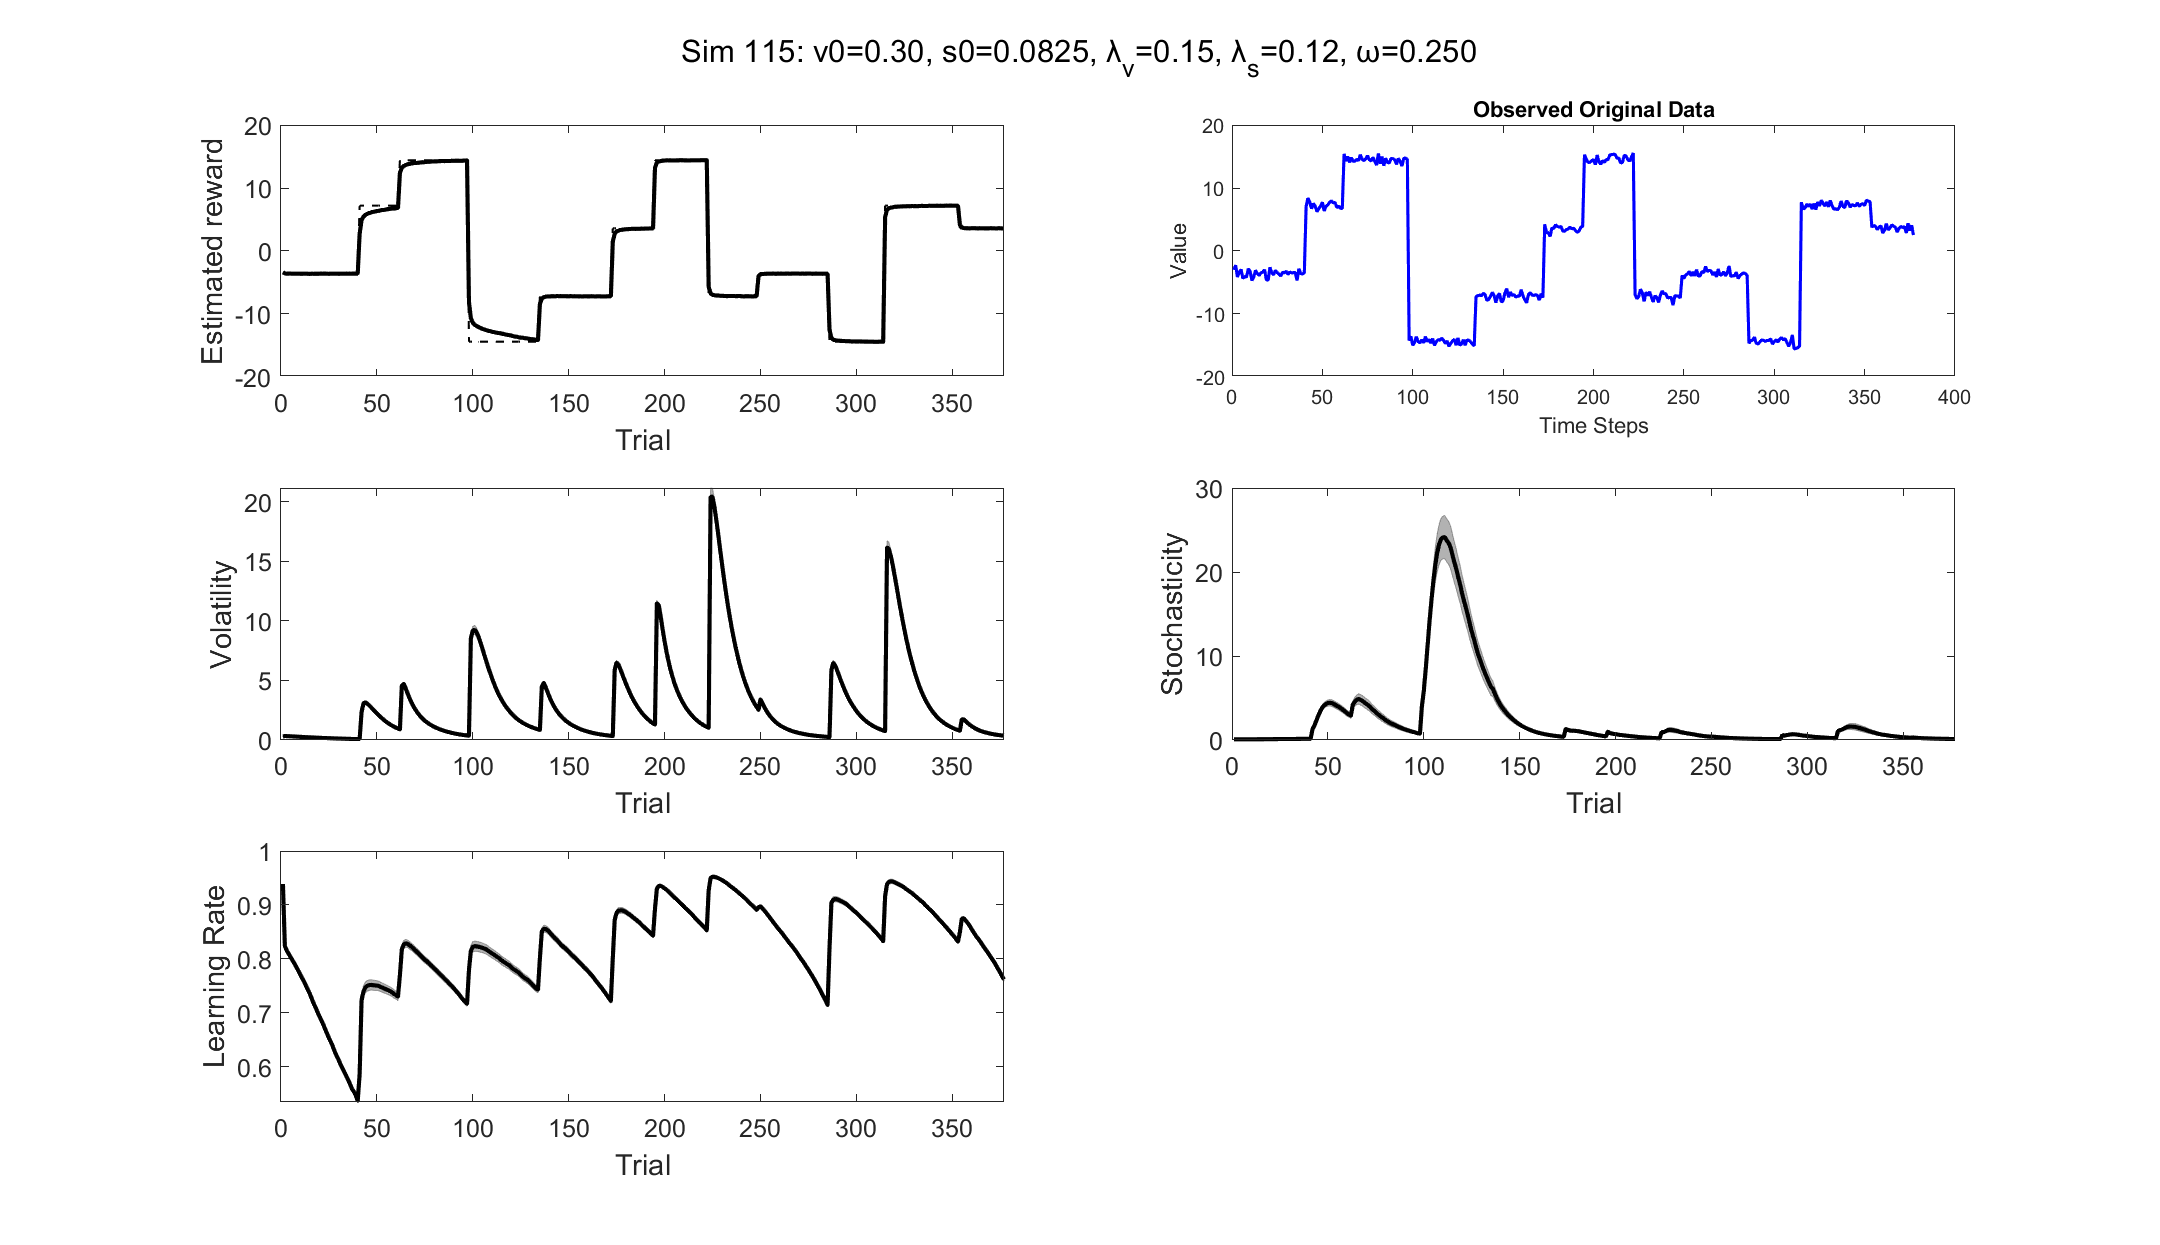 Sim 115: v0=0.30, s0=0.0825, λv=0.15, λs=0.12, ω=0.250
20
10
0
-10
-20
Estimated reward
0 50 100 150 200 250 300 350
Trial
Observed Original Data
20
10
0
-10
-20
Value
0 50 100 150 200 250 300 350 400
Time Steps
20
15
10
5
0
Volatility
0 50 100 150 200 250 300 350
Trial
30
20
10
0
Stochasticity
0 50 100 150 200 250 300 350
Trial
1
0.9
0.8
0.7
0.6
Learning Rate
0 50 100 150 200 250 300 350
Trial